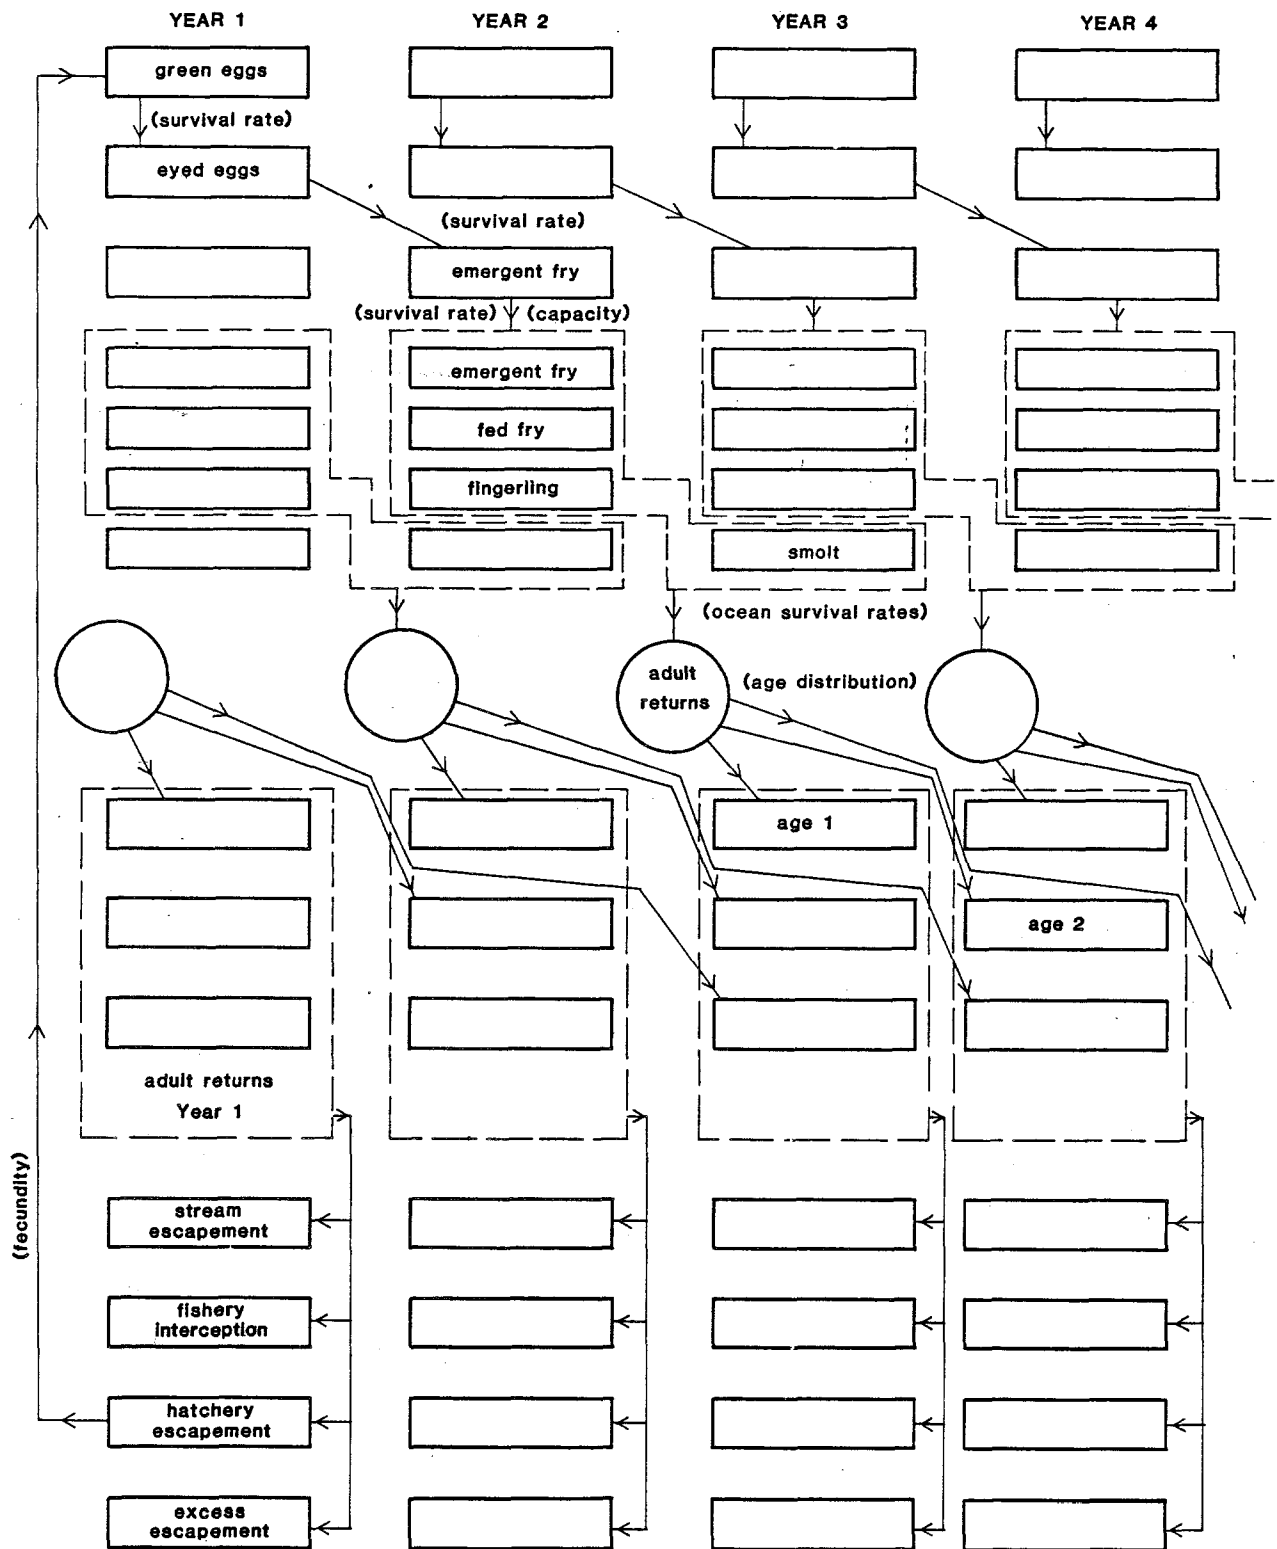 YEAR 1
YEAR 2
YEAR 3
YEAR 4
green eggs
(survival rate)
eyed eggs
(survival rate)
emergent fry
(survival rate)
(capacity)
emergent fry
fed fry
fingerling
smolt
(ocean survival rates)
adult
returns
(age distribution)
age 1
age 2
adult returns
Year 1
(fecundity)
stream
escapement
fishery
interception
hatchery
escapement
excess
escapement